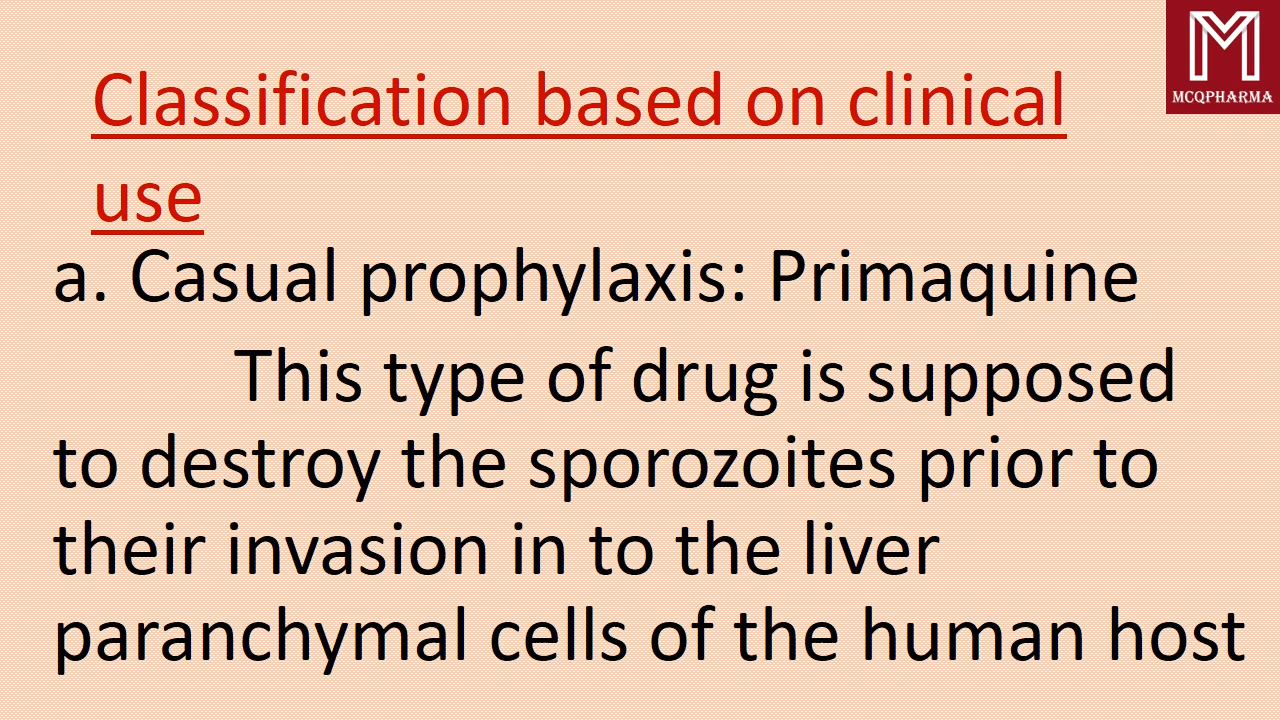 MCQPHARMA
Classification based on clinical
use
a. Casual prophylaxis: Primaquine
This type of drug is supposed
to destroy the sporozoites prior to
their invasion in to the liver
paranchymal cells of the human host